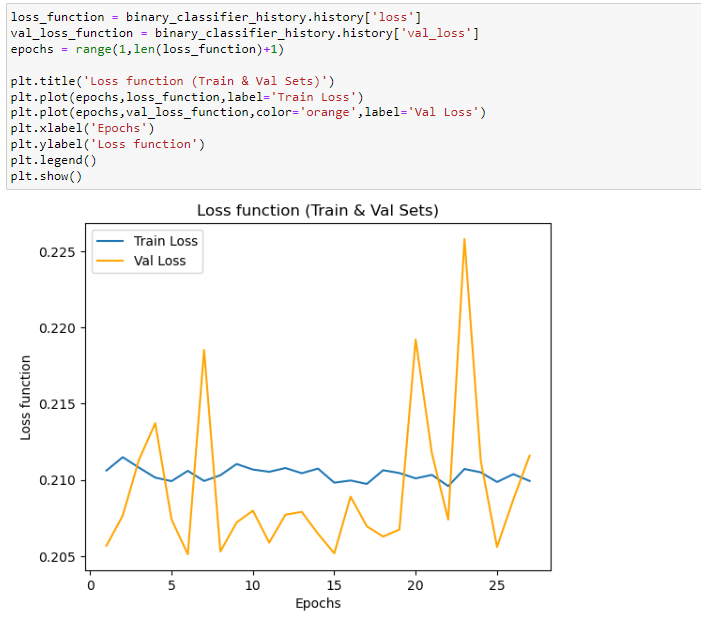 loss_function = binary_classifier_history.history['loss']
val_loss_function = binary_classifier_history.history['val_loss']
epochs = range(1,len(loss_function)+1)
plt.title('Loss function (Train & Val Sets)')
plt.plot(epochs,loss_function,label='Train Loss')
plt.plot(epochs,val_loss_function,color='orange',label='Val Loss')
plt.xlabel('Epochs')
plt.ylabel('Loss function')
plt.legend()
plt.show()
Loss function (Train & Val Sets)
Train Loss
Val Loss
0.225
0.220
0.215
0.210
0.205
Loss function
0 5 10 15 20 25
Epochs